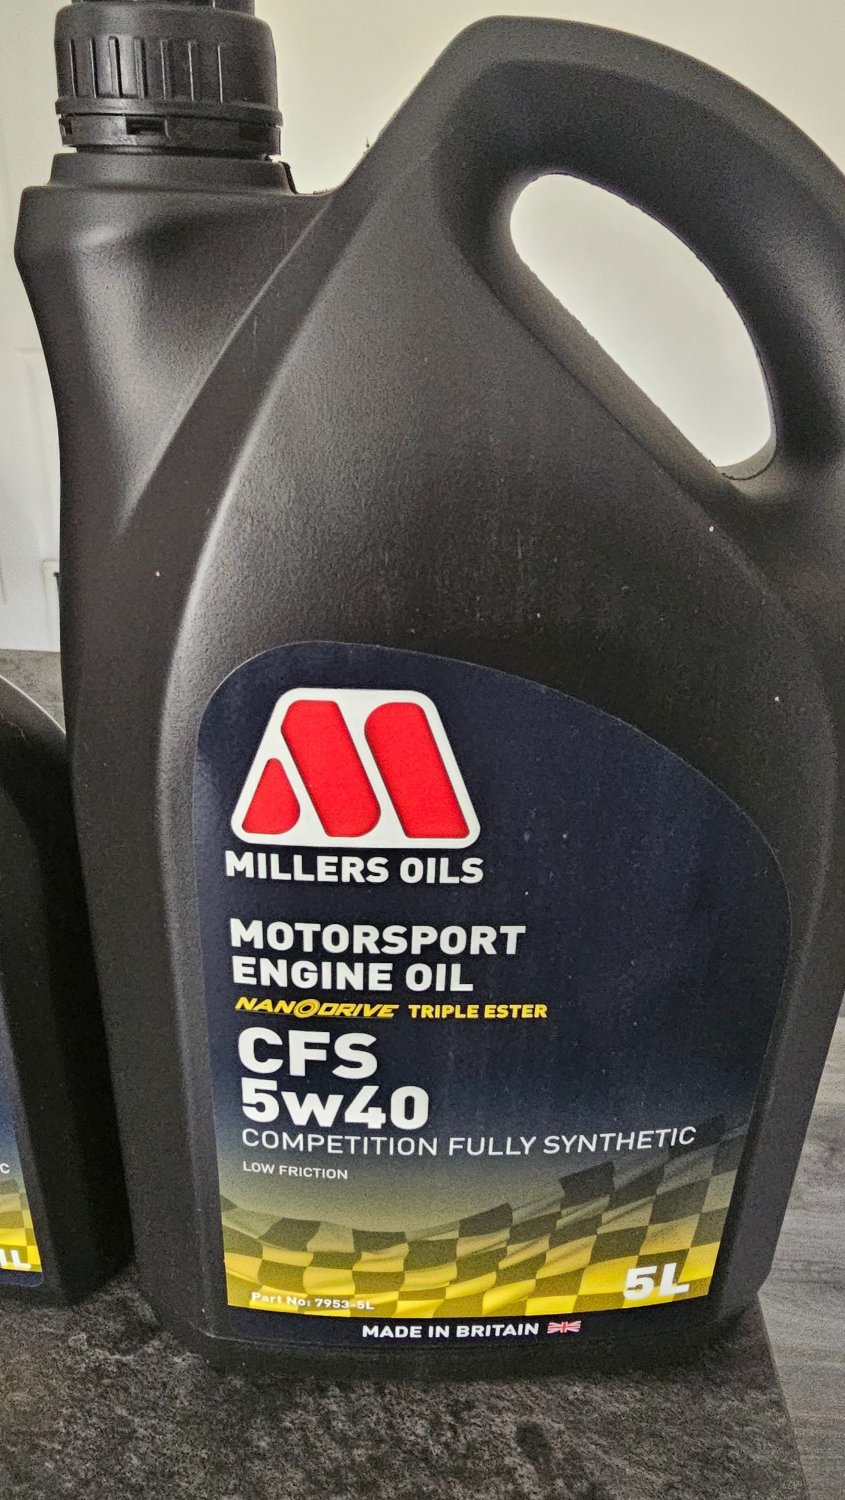 MILLERS OILS
MOTORSPORT
ENGINE OIL
NANODRIVE TRIPLE ESTER
CFS
5w40
COMPETITION FULLY SYNTHETIC
LOW FRICTION
5L
Part No: 7953-5L
MADE IN BRITAIN
C
1L